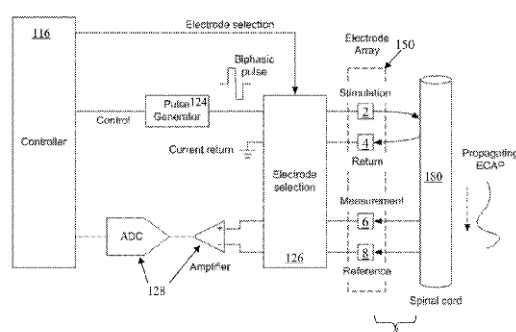 116
Controller
Electrode selection
Control
Pulse 124
Generator
Biphasic
pulse
Current return
Electrode
selection
126
Electrode
Array
150
Stimulation
2
4
Return
Measurement
6
8
Reference
180
Propagating
ECAP
Spinal cord
ADC
Amplifier
128
+